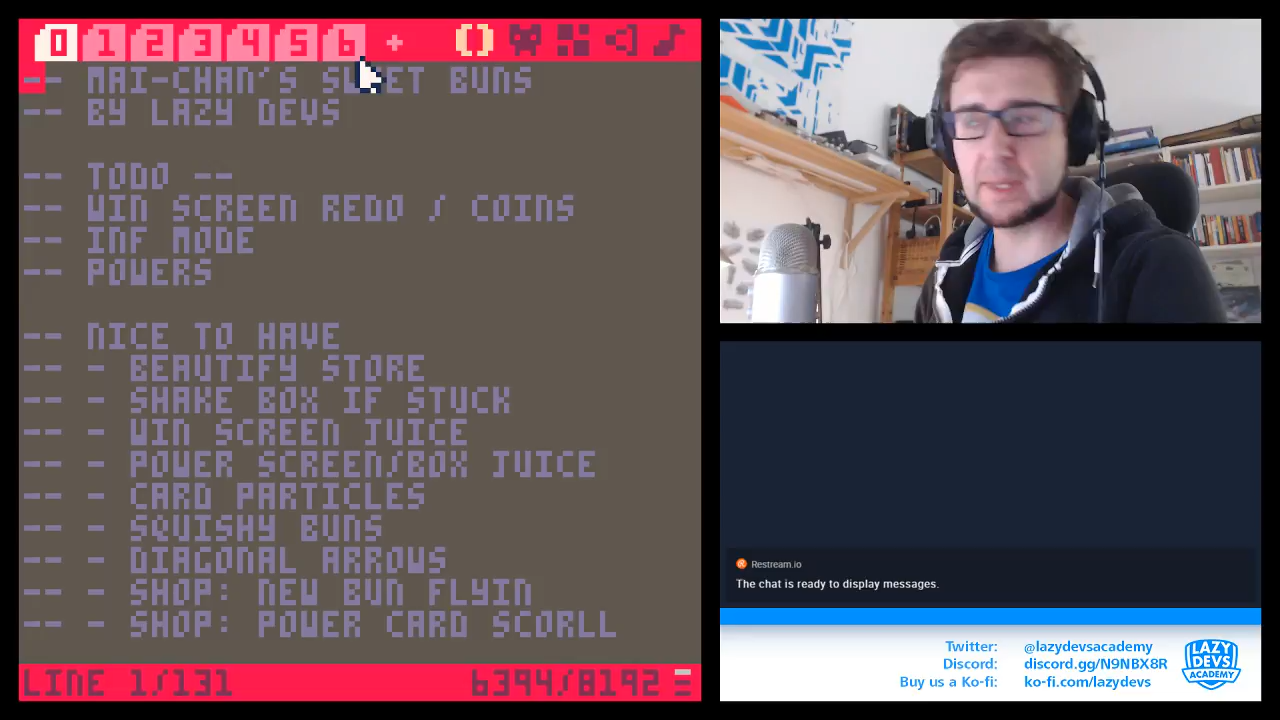 0 1 2 3 4 5 6 +
-- MAI-CHAN'S SWEET BUNS
-- BY LAZY DEVS
-- TODO --
-- WIN SCREEN REDO / COINS
-- INF MODE
-- POWERS
-- NICE TO HAVE
-- - BEAUTIFY STORE
-- - SHAKE BOX IF STUCK
-- - WIN SCREEN JUICE
-- - POWER SCREEN/BOX JUICE
-- - CARD PARTICLES
-- - SQUISHY BUNS
-- - DIAGONAL ARROWS
-- - SHOP: NEW BUN FLYIN
-- - SHOP: POWER CARD SCORLL
LINE 1/131
6394/8192
Restream.io
The chat is ready to display messages.
Twitter: @lazydevsacademy
Discord: discord.gg/N9NBX8R
Buy us a Ko-fi: ko-fi.com/lazydevs
LAZY
DEVS
ACADEMY